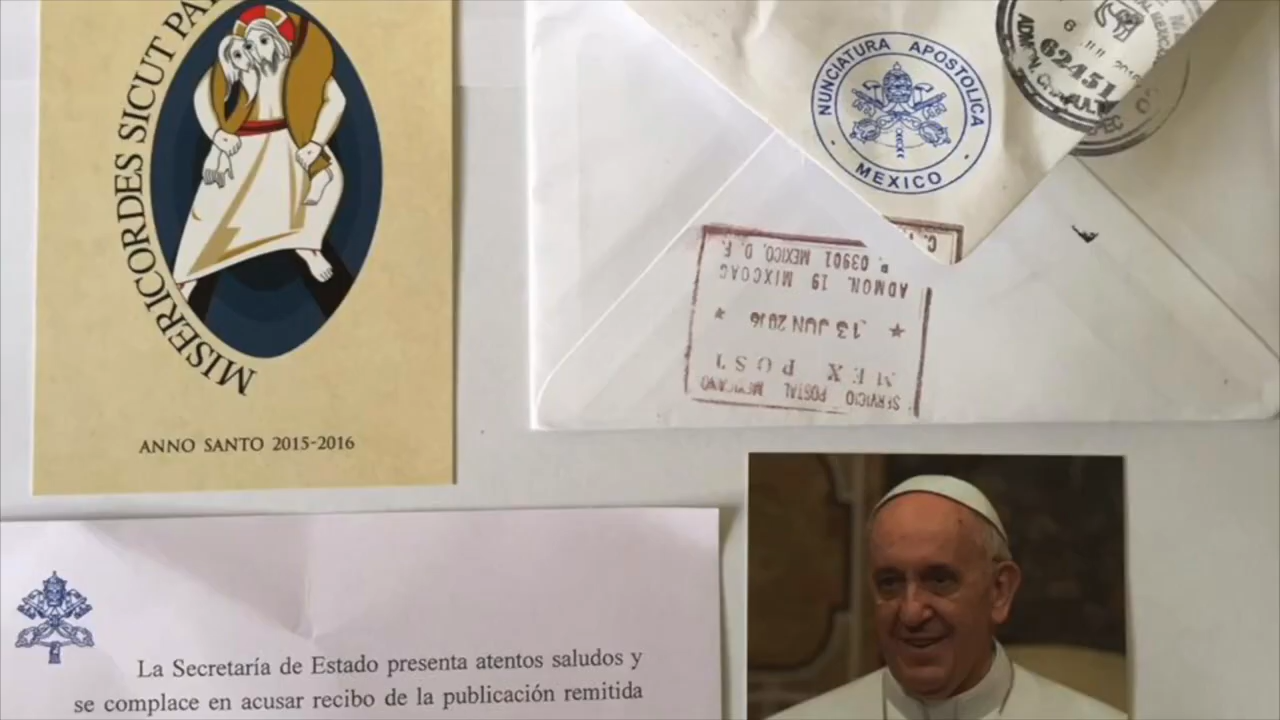 MISERICORDES SICUT PA
ANNO SANTO 2015-2016
NUNCIATURA APOSTOLICA
MEXICO
62451
SERVICIO POSTAL MEXICANO
MEX POST
★ 13 JUN 2016 ★
ADMON. 19 MIXCOAC
03901 MEXICO, D. F.
La Secretaría de Estado presenta atentos saludos y
se complace en acusar recibo de la publicación remitida